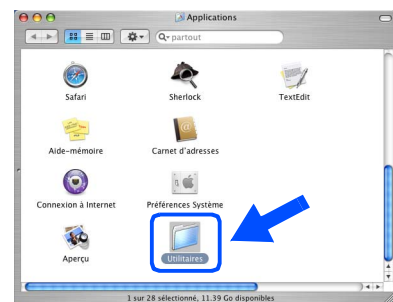 Applications
partout
Safari
Sherlock
TextEdit
Aide-mémoire
Carnet d'adresses
Connexion à Internet
Préférences Système
Aperçu
Utilitaires
1 sur 28 sélectionné, 11.39 Go disponibles